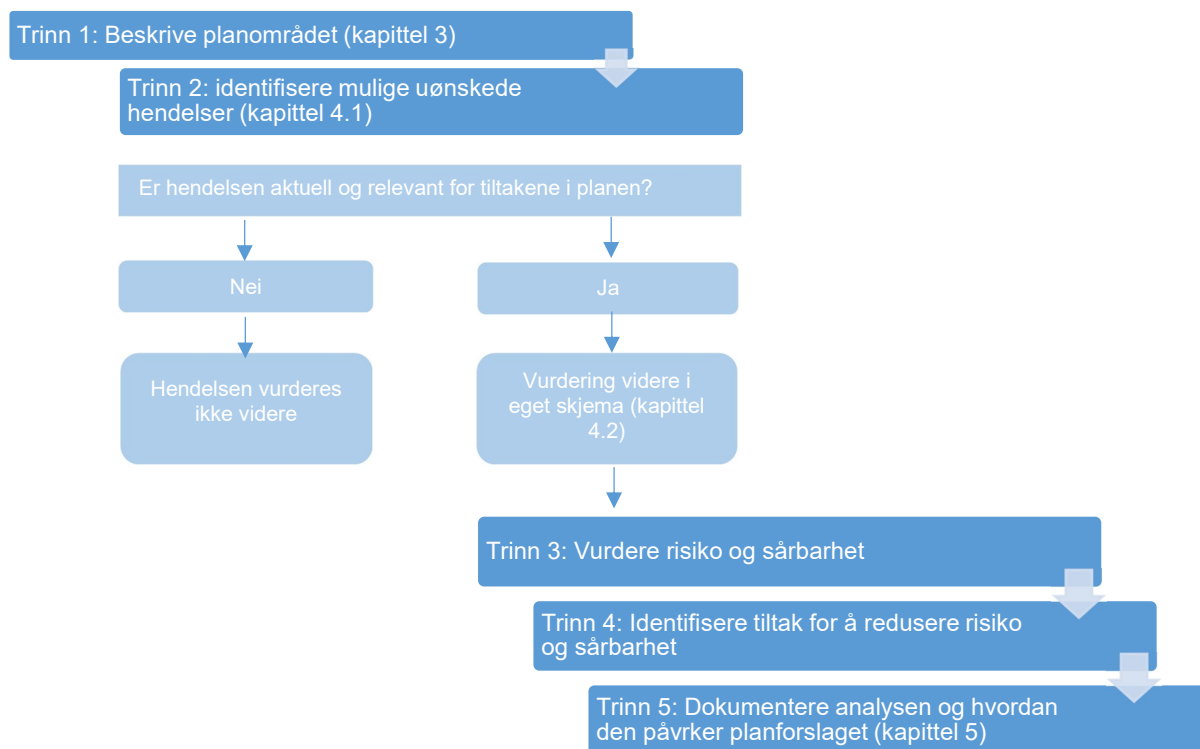 Trinn 1: Beskrive planområdet (kapittel 3)
Trinn 2: identifisere mulige uønskede
hendelser (kapittel 4.1)
Er hendelsen aktuell og relevant for tiltakene i planen?
Nei
Ja
Hendelsen vurderes
ikke videre
Vurdering videre i
eget skjema (kapittel
4.2)
Trinn 3: Vurdere risiko og sårbarhet
Trinn 4: Identifisere tiltak for å redusere risiko
og sårbarhet
Trinn 5: Dokumentere analysen og hvordan
den påvrker planforslaget (kapittel 5)